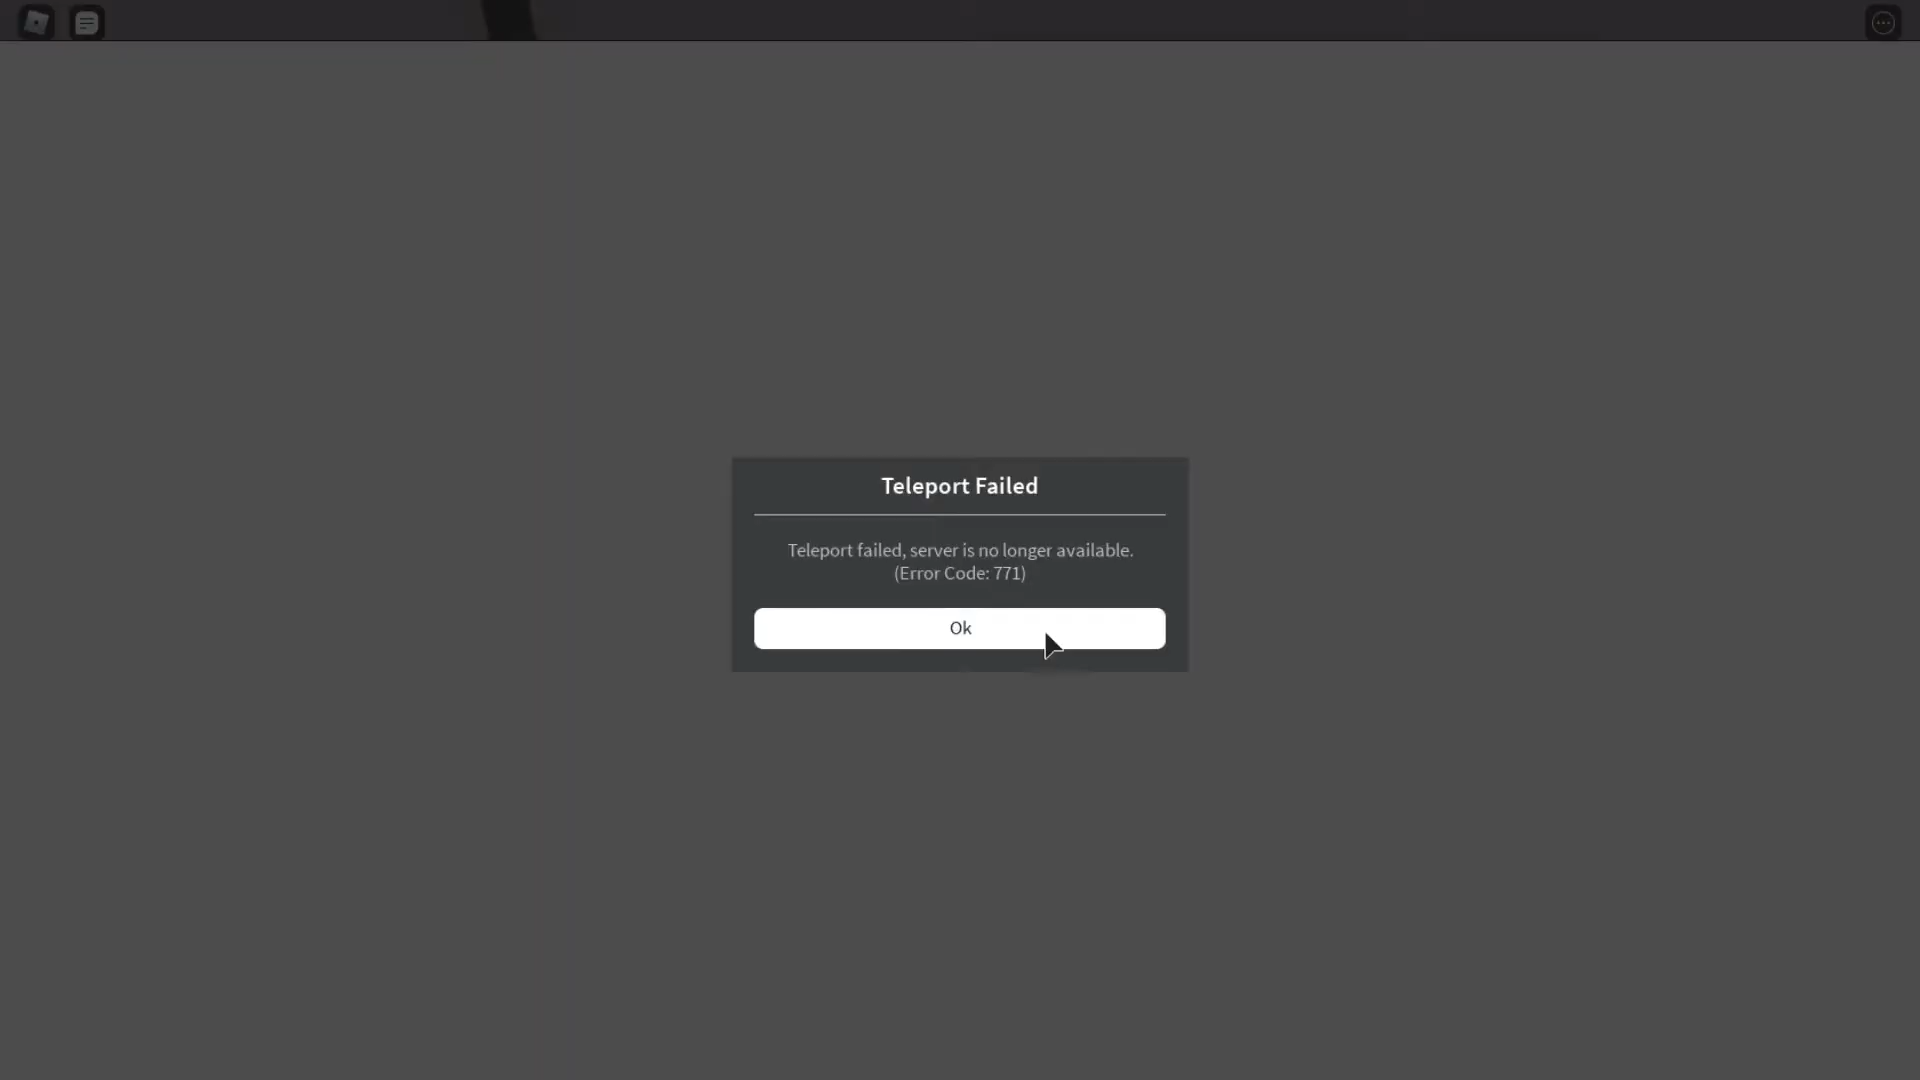 Teleport Failed
Teleport failed, server is no longer available.
(Error Code: 771)
Ok